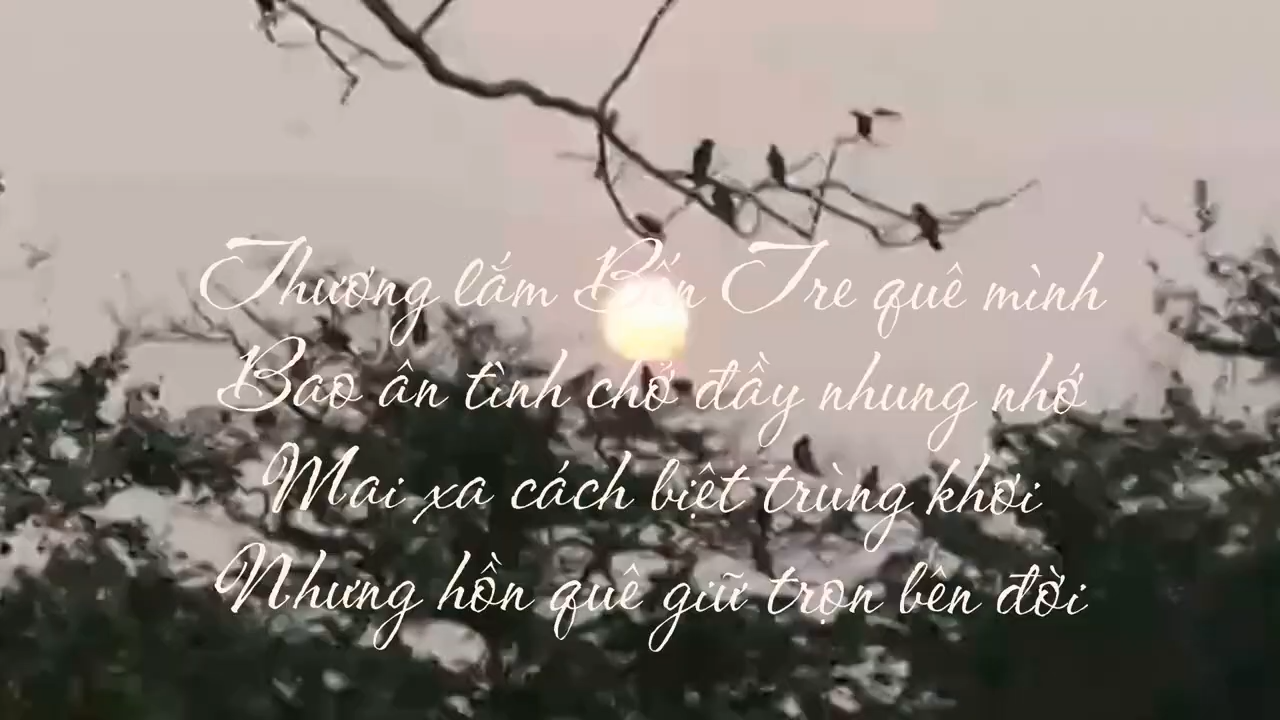 Thương lắm Bến Tre quê mình
Bao ân tình chở đầy nhung nhớ
Mai xa cách biệt trùng khơi
Nhưng hồn quê giữ trọn bên đời